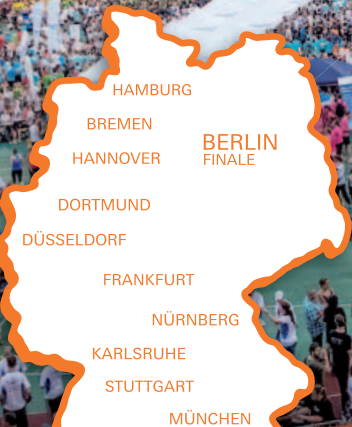 HAMBURG
BREMEN
BERLIN
FINALE
HANNOVER
DORTMUND
DÜSSELDORF
FRANKFURT
NÜRNBERG
KARLSRUHE
STUTTGART
MÜNCHEN